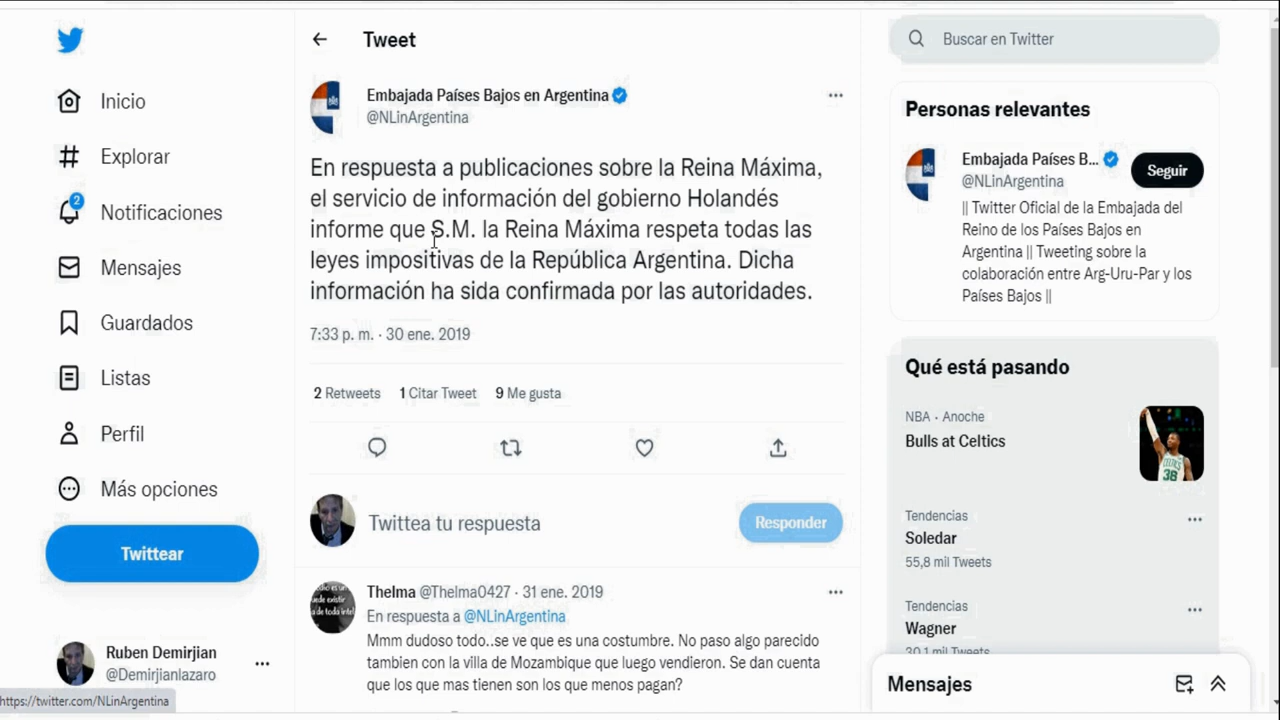 Tweet
Buscar en Twitter
Inicio
Explorar
2
Notificaciones
Mensajes
Guardados
Listas
Perfil
Más opciones
Twittear
Ruben Demirjian
@Demirjianlazaro
https://twitter.com/NLinArgentina
Embajada Países Bajos en Argentina
@NLinArgentina
En respuesta a publicaciones sobre la Reina Máxima,
el servicio de información del gobierno Holandés
informe que S.M. la Reina Máxima respeta todas las
leyes impositivas de la República Argentina. Dicha
información ha sida confirmada por las autoridades.
7:33 p. m. · 30 ene. 2019
2 Retweets 1 Citar Tweet 9 Me gusta
Twittea tu respuesta
Responder
Thelma @Thelma0427 · 31 ene. 2019
En respuesta a @NLinArgentina
Mmm dudoso todo..se ve que es una costumbre. No paso algo parecido
tambien con la villa de Mozambique que luego vendieron. Se dan cuenta
que los que mas tienen son los que menos pagan?
Personas relevantes
Embajada Países B...
@NLinArgentina
Seguir
|| Twitter Oficial de la Embajada del
Reino de los Países Bajos en
Argentina || Tweeting sobre la
colaboración entre Arg-Uru-Par y los
Países Bajos ||
Qué está pasando
NBA · Anoche
Bulls at Celtics
Tendencias
Soledar
55,8 mil Tweets
Tendencias
Wagner
30,1 mil Tweets
Mensajes